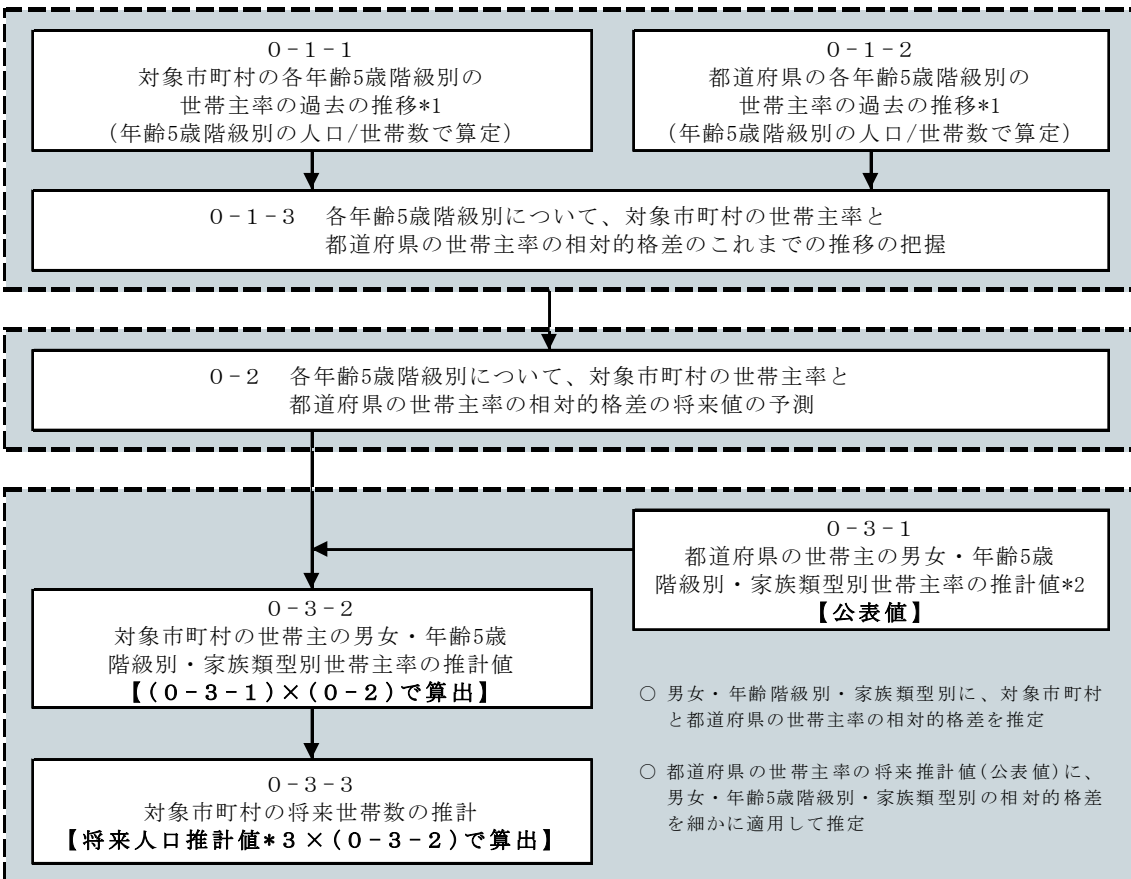 0-1-1
対象市町村の各年齢5歳階級別の
世帯主率の過去の推移*1
(年齢5歳階級別の人口/世帯数で算定)
0-1-2
都道府県の各年齢5歳階級別の
世帯主率の過去の推移*1
(年齢5歳階級別の人口/世帯数で算定)
0-1-3 各年齢5歳階級別について、対象市町村の世帯主率と
都道府県の世帯主率の相対的格差のこれまでの推移の把握
0-2 各年齢5歳階級別について、対象市町村の世帯主率と
都道府県の世帯主率の相対的格差の将来値の予測
0-3-1
都道府県の世帯主の男女・年齢5歳
階級別・家族類型別世帯主率の推計値*2
【公表値】
0-3-2
対象市町村の世帯主の男女・年齢5歳
階級別・家族類型別世帯主率の推計値
【(0-3-1)×(0-2)で算出】
0-3-3
対象市町村の将来世帯数の推計
【将来人口推計値*3×(0-3-2)で算出】
○ 男女・年齢階級別・家族類型別に、対象市町村
と都道府県の世帯主率の相対的格差を推定
○ 都道府県の世帯主率の将来推計値(公表値)に、
男女・年齢5歳階級別・家族類型別の相対的格差
を細かに適用して推定